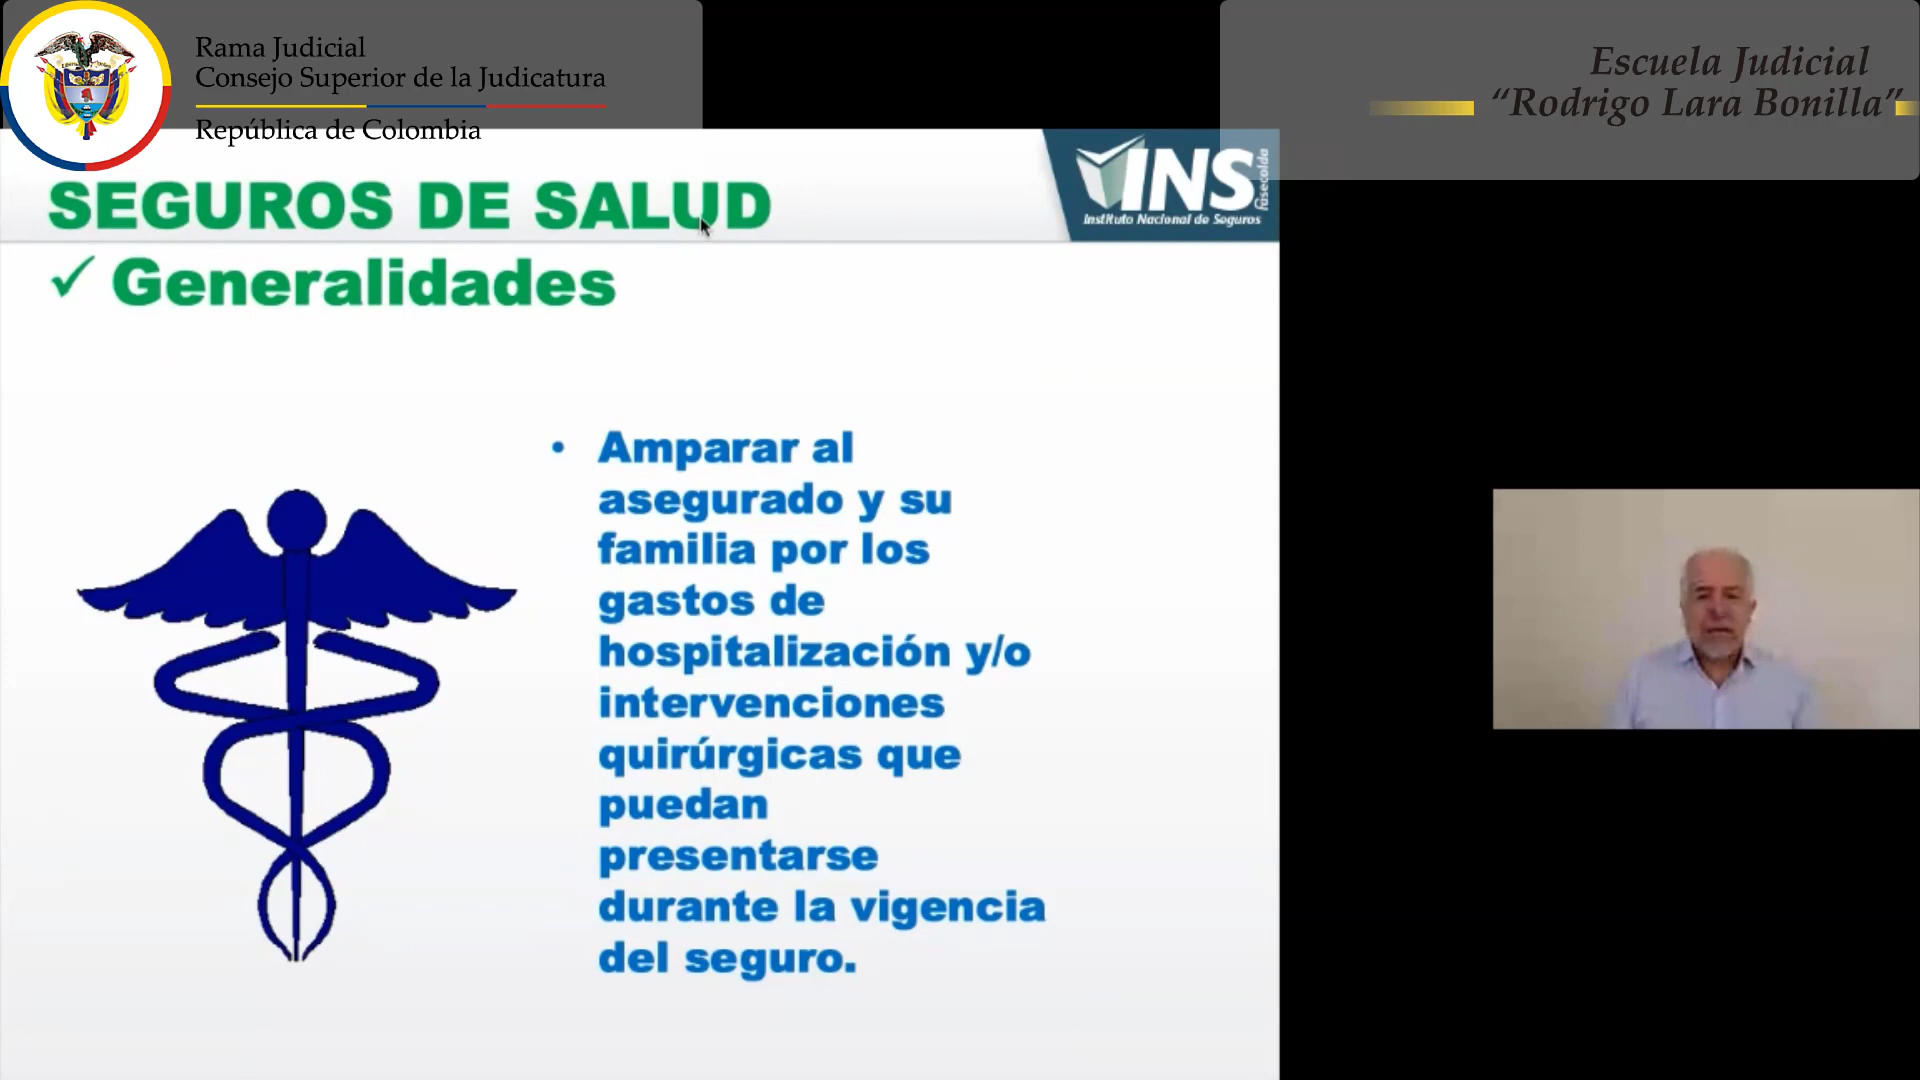 Rama Judicial
Consejo Superior de la Judicatura
República de Colombia
Escuela Judicial
“Rodrigo Lara Bonilla”
INS
fasecolda
Instituto Nacional de Seguros
SEGUROS DE SALUD
✓ Generalidades
• Amparar al
asegurado y su
familia por los
gastos de
hospitalización y/o
intervenciones
quirúrgicas que
puedan
presentarse
durante la vigencia
del seguro.